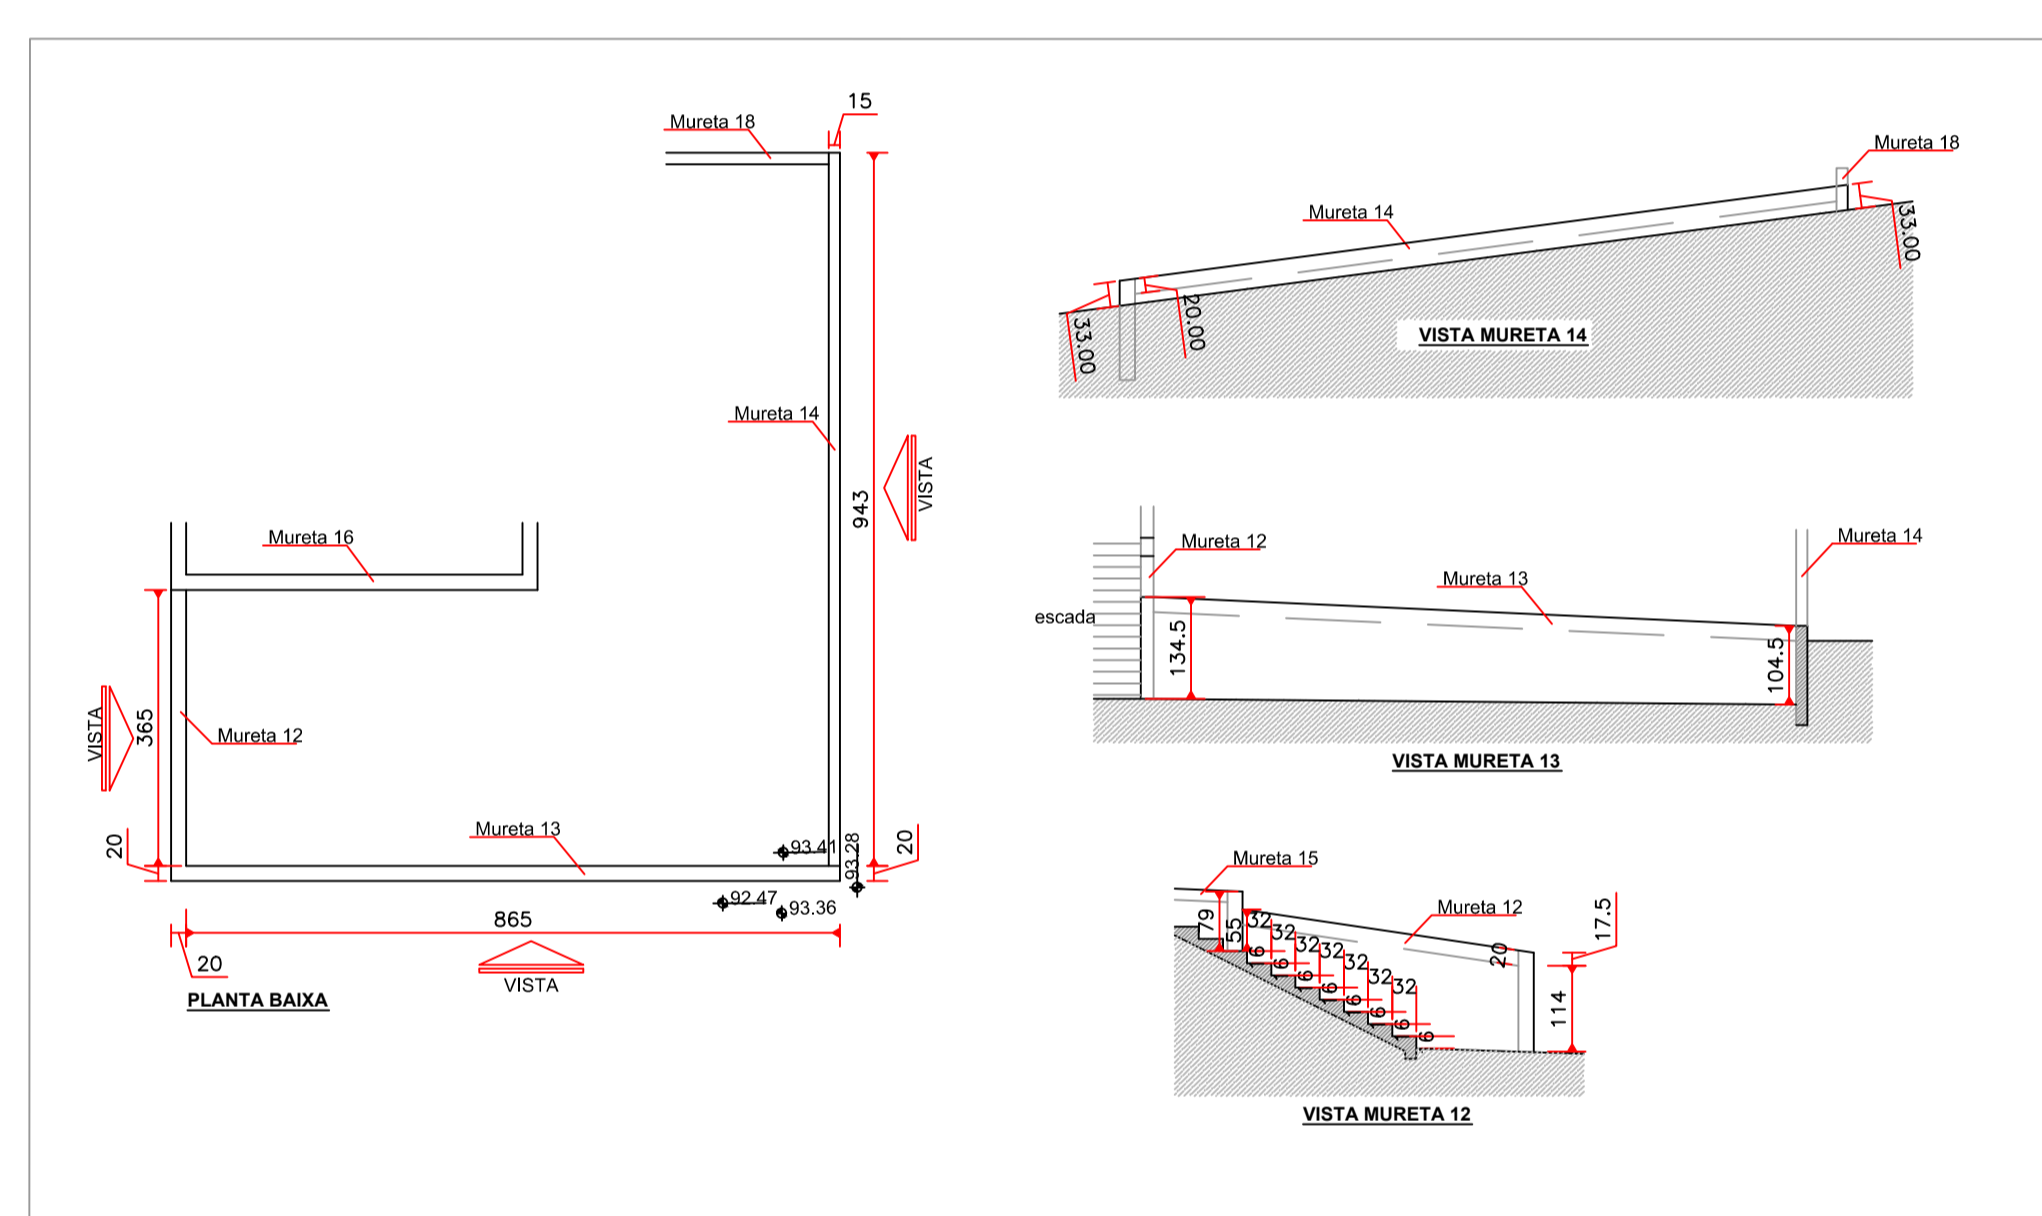 15
Mureta 18
Mureta 14
943
VISTA
Mureta 16
365
VISTA
Mureta 12
20
Mureta 13
93.41
93.28
20
92.47
93.36
865
20
VISTA
PLANTA BAIXA
Mureta 18
Mureta 14
33.00
33.00
20.00
VISTA MURETA 14
Mureta 12
Mureta 14
Mureta 13
escada
134.5
104.5
VISTA MURETA 13
Mureta 15
Mureta 12
17.5
79
55
32
32
32
32
32
32
32
20
114
VISTA MURETA 12